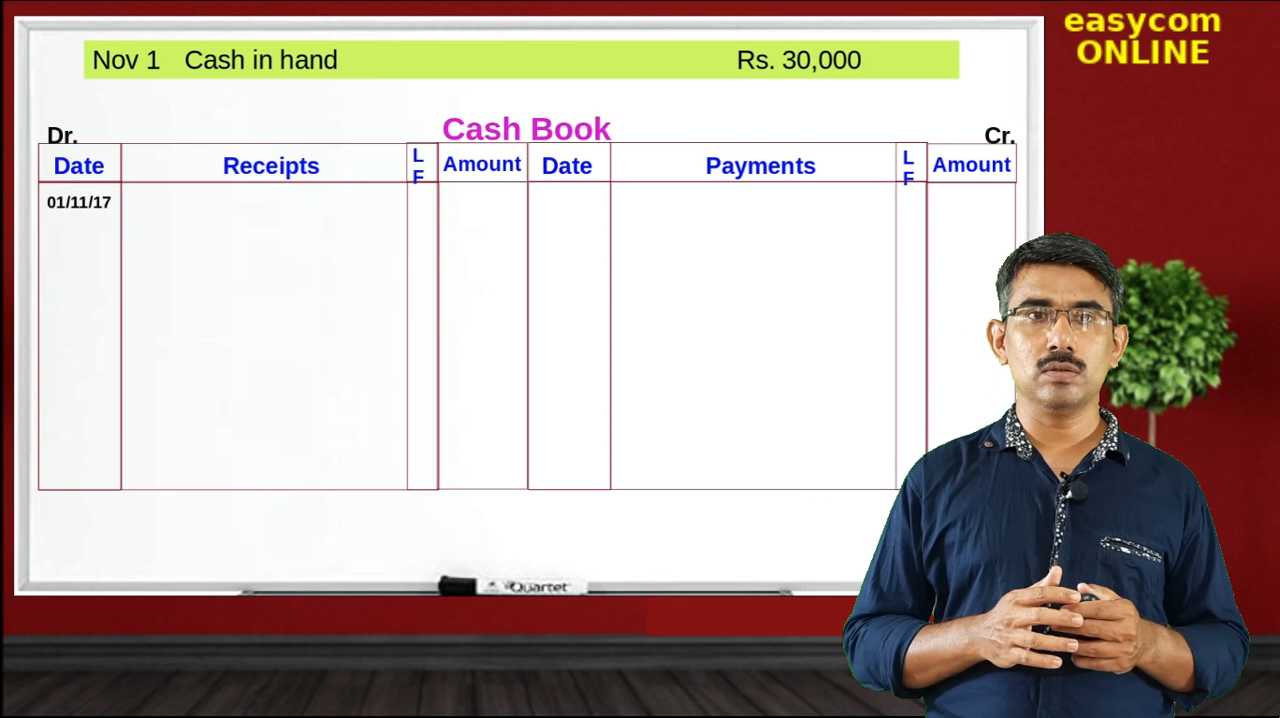 easycom
ONLINE
Nov 1 Cash in hand Rs. 30,000
Cash Book
Dr. Cr.
Date Receipts L F Amount Date Payments L F Amount
01/11/17
Quartet